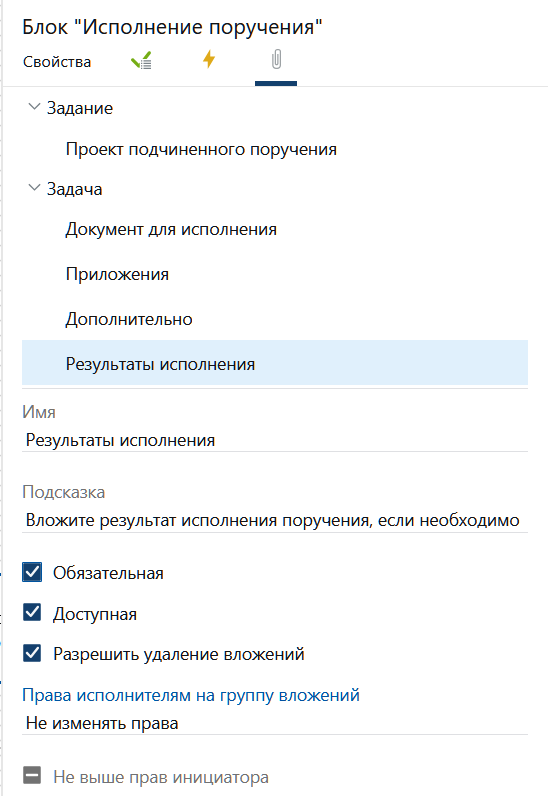 Блок "Исполнение поручения"
Свойства
Задание
Проект подчиненного поручения
Задача
Документ для исполнения
Приложения
Дополнительно
Результаты исполнения
Имя
Результаты исполнения
Подсказка
Вложите результат исполнения поручения, если необходимо
Обязательная
Доступная
Разрешить удаление вложений
Права исполнителям на группу вложений
Не изменять права
Не выше прав инициатора